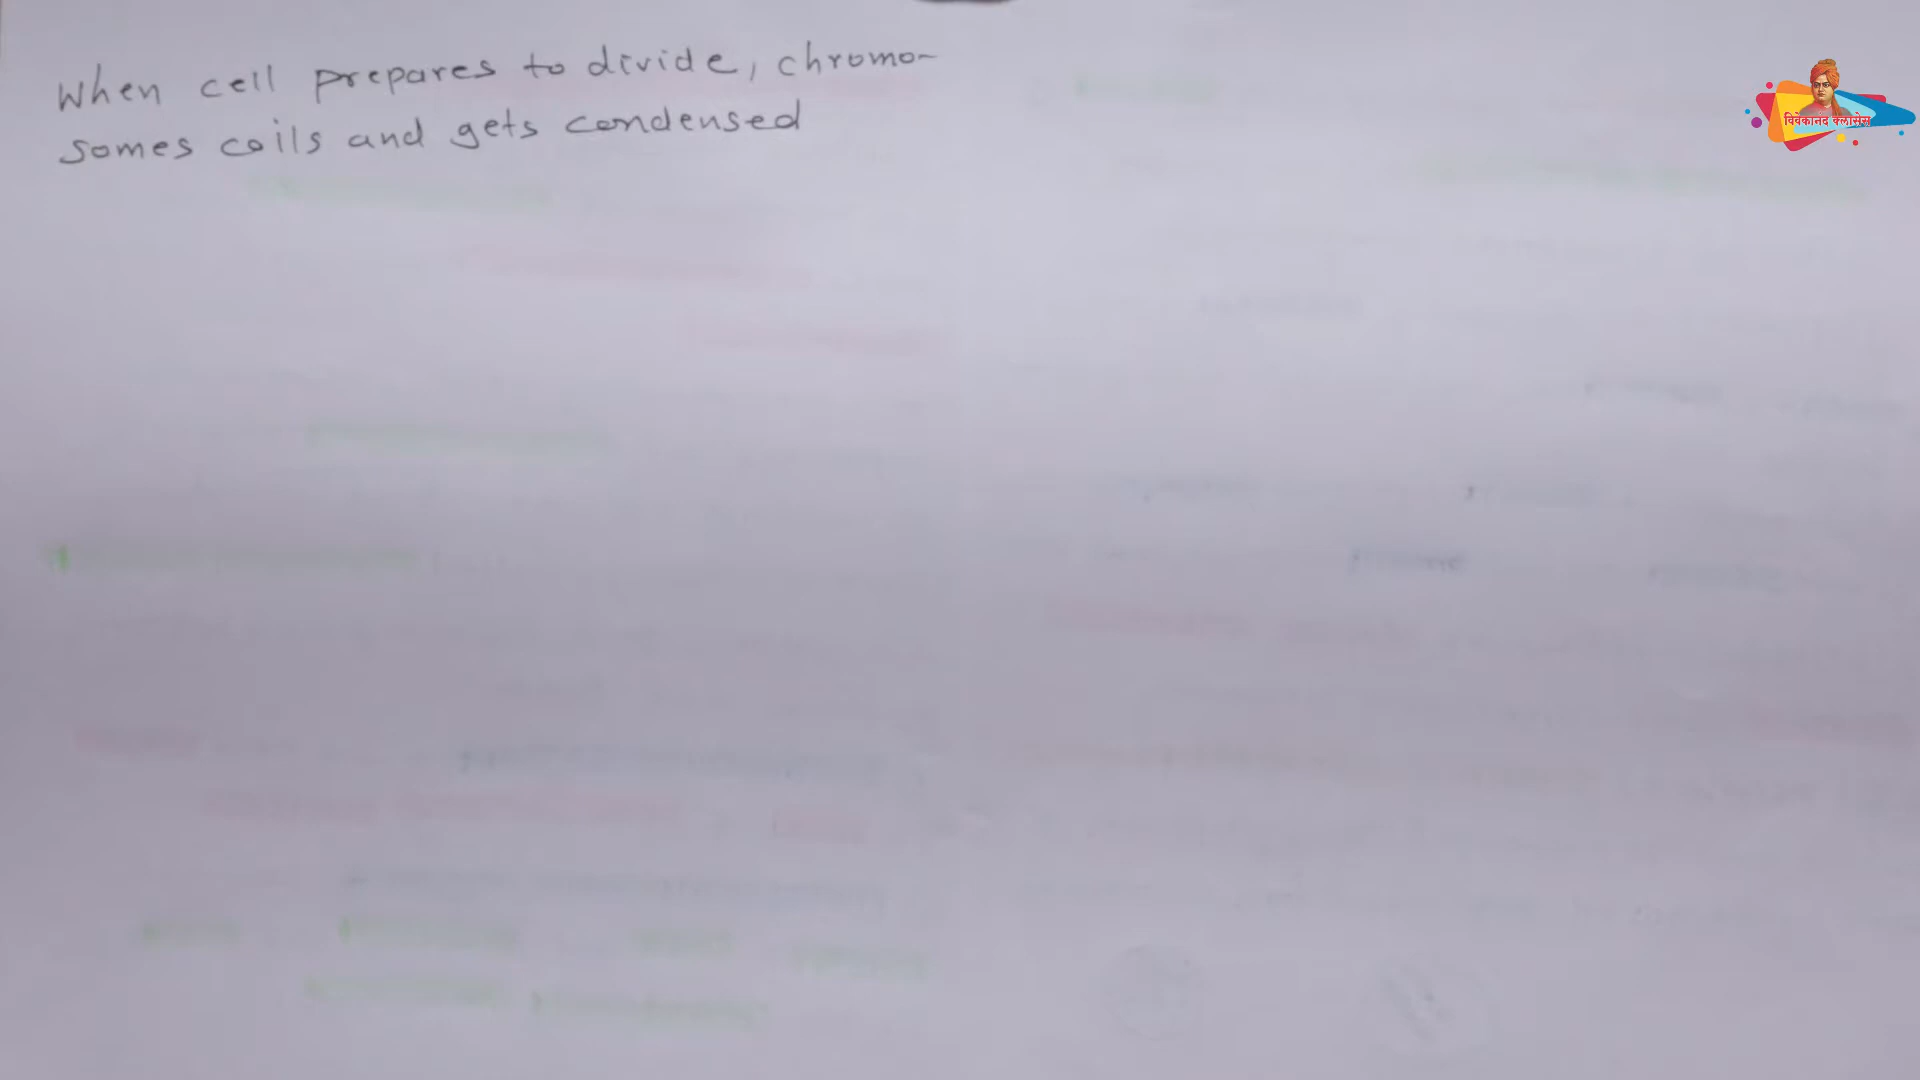 When cell prepares to divide, chromo-
somes coils and gets condensed
विवेकानंद क्लासेस